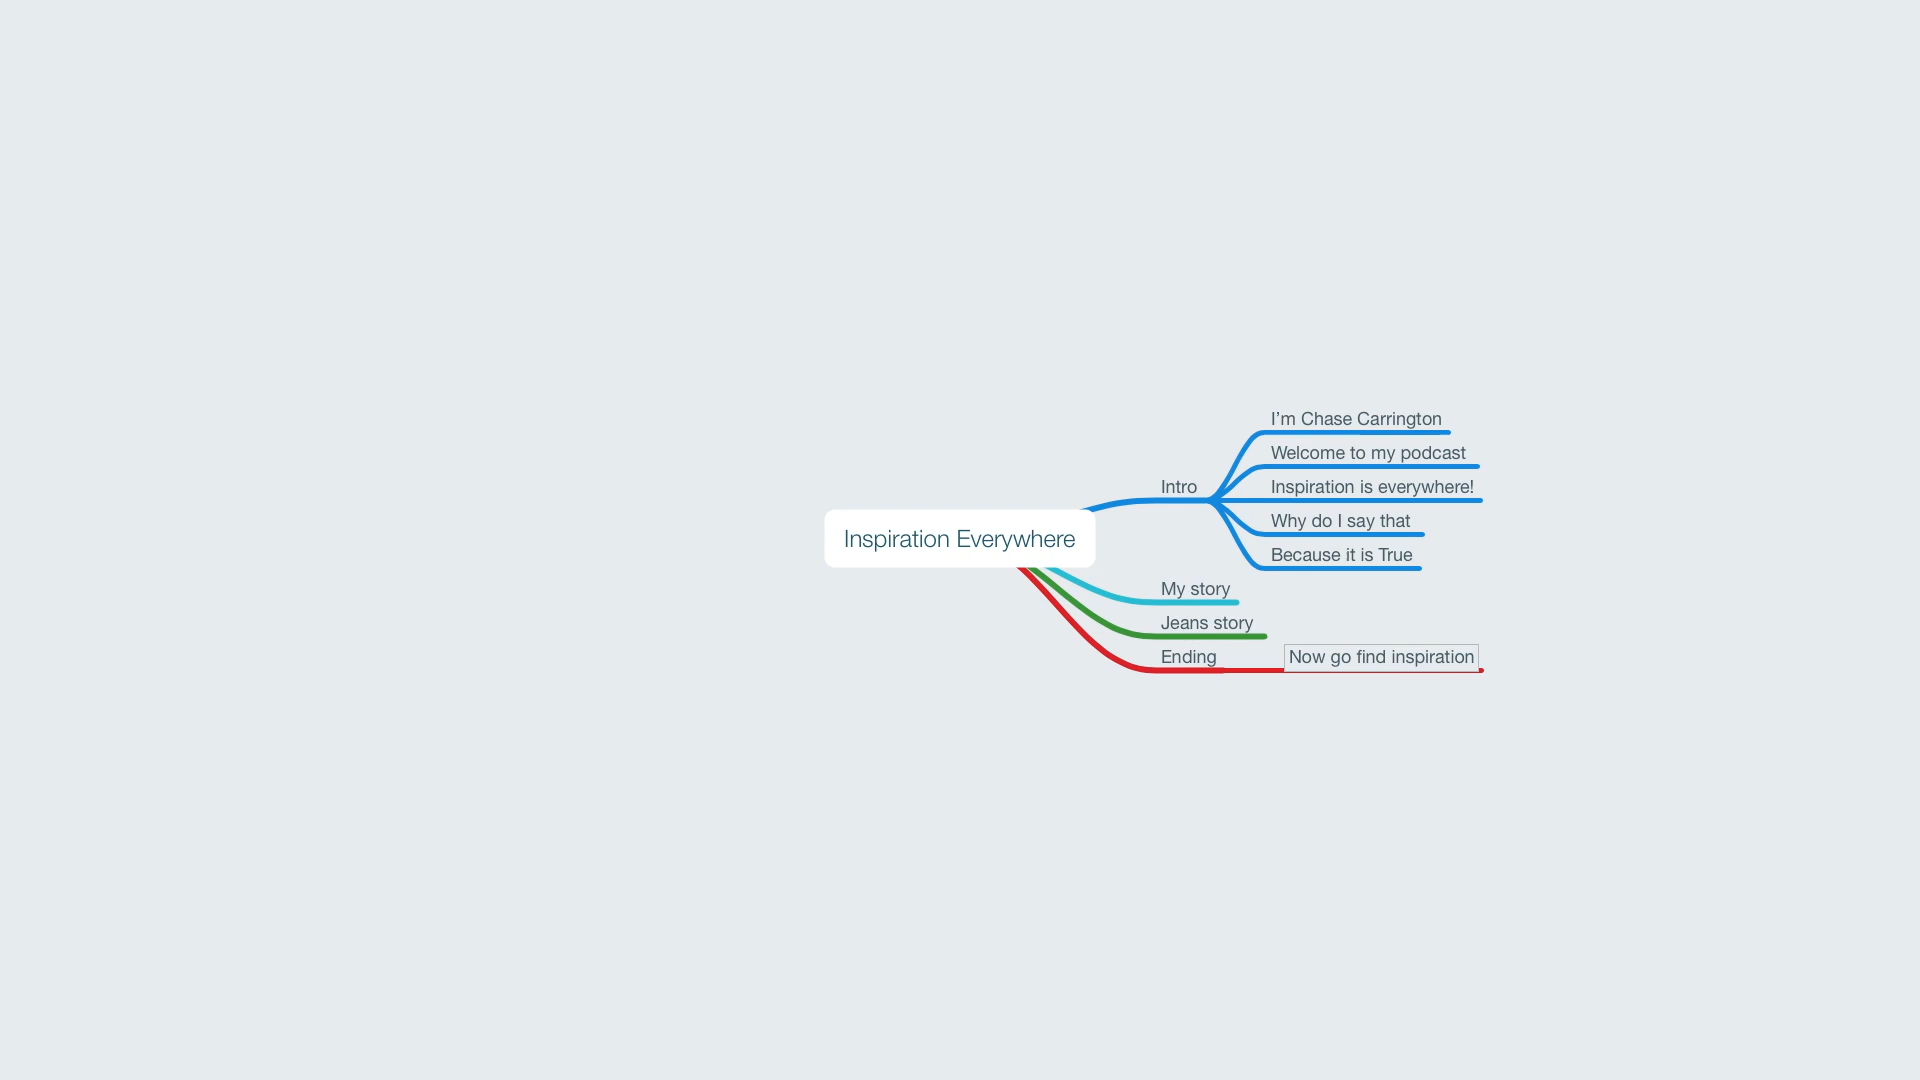 Inspiration Everywhere
Intro
I’m Chase Carrington
Welcome to my podcast
Inspiration is everywhere!
Why do I say that
Because it is True
My story
Jeans story
Ending
Now go find inspiration